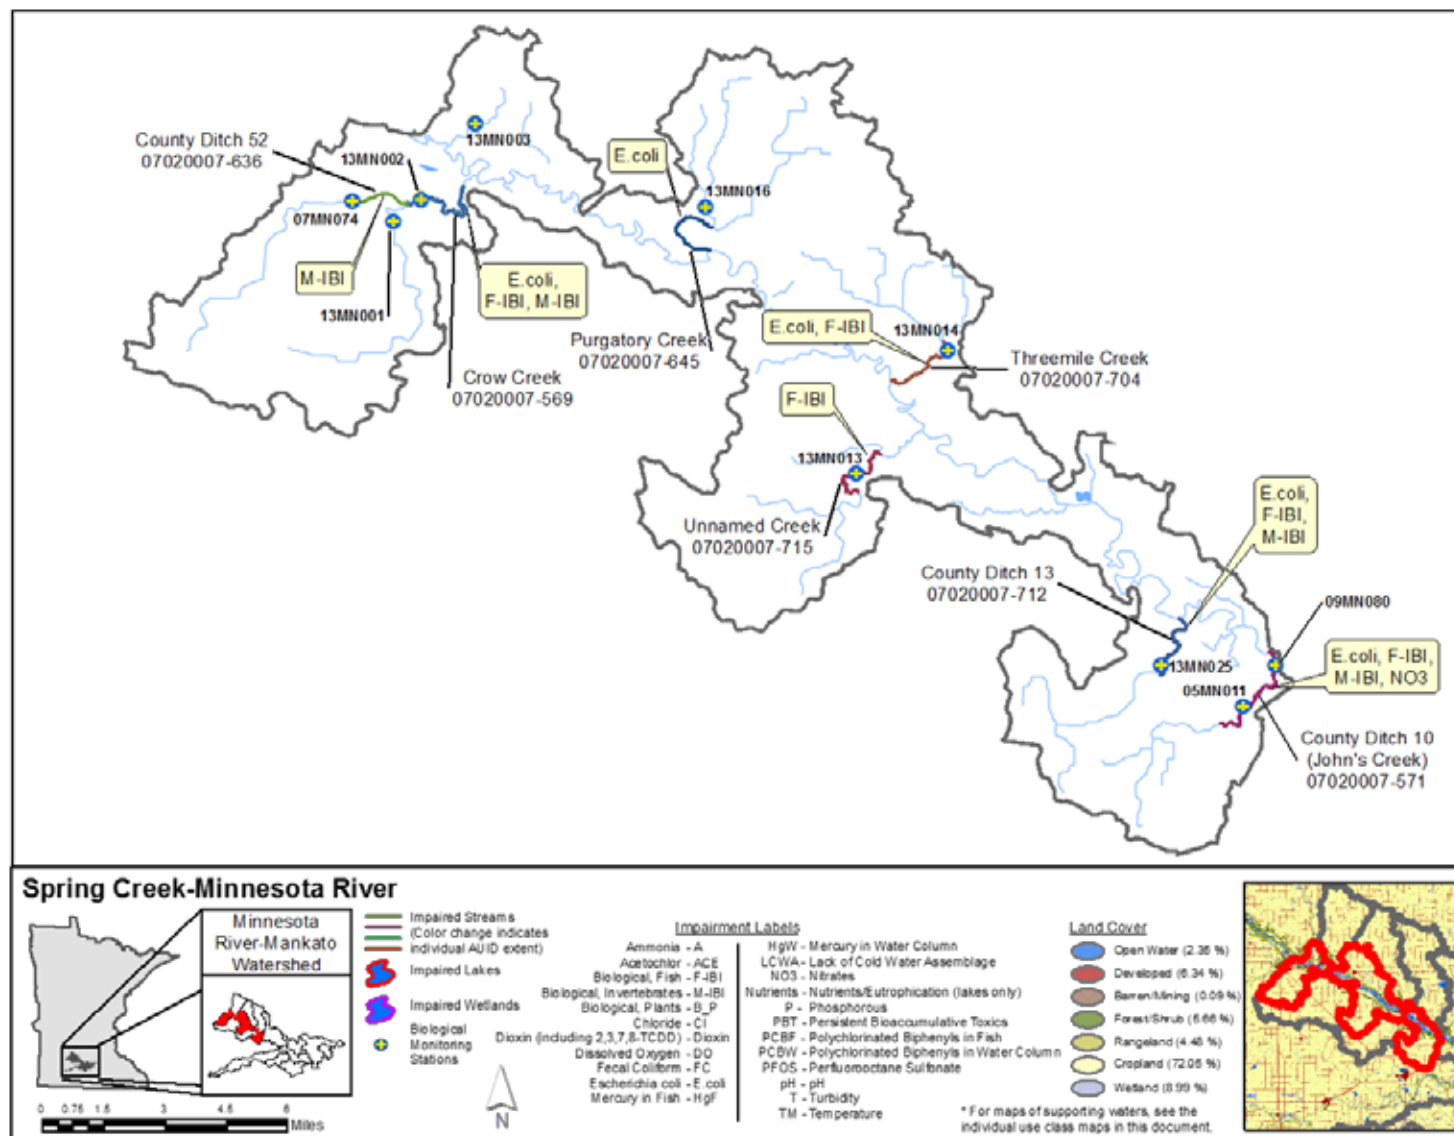 County Ditch 52
07020007-636
13MN002
13MN003
E.coli
13MN016
07MN074
M-IBI
13MN001
E.coli,
F-IBI, M-IBI
Crow Creek
07020007-569
Purgatory Creek
07020007-645
E.coli, F-IBI
13MN014
Threemile Creek
07020007-704
F-IBI
13MN013
Unnamed Creek
07020007-715
E.coli,
F-IBI,
M-IBI
County Ditch 13
07020007-712
09MN080
13MN025
05MN011
E.coli, F-IBI,
M-IBI, NO3
County Ditch 10
(John's Creek)
07020007-571
Spring Creek-Minnesota River
Minnesota
River-Mankato
Watershed
0 0.75 1.5 3 4.5 6
Miles
Impaired Streams
(Color change indicates
individual AUID extent)
Impaired Lakes
Impaired Wetlands
Biological
Monitoring
Stations
N
Impairment Labels
Ammonia - A
Acetochlor - ACE
Biological, Fish - F-IBI
Biological, Invertebrates - M-IBI
Biological, Plants - B_P
Chloride - Cl
Dioxin (including 2,3,7,8-TCDD) - Dioxin
Dissolved Oxygen - DO
Fecal Coliform - FC
Escherichia coli - E.coli
Mercury in Fish - HgF
HgW - Mercury in Water Column
LCWA - Lack of Cold Water Assemblage
NO3 - Nitrates
Nutrients - Nutrients/Eutrophication (lakes only)
P - Phosphorous
PBT - Persistent Bioaccumulative Toxics
PCBF - Polychlorinated Biphenyls in Fish
PCBW - Polychlorinated Biphenyls in Water Column
PFOS - Perfluorooctane Sulfonate
pH - pH
T - Turbidity
TM - Temperature
Land Cover
Open Water (2.35 %)
Developed (6.34 %)
Barren/Mining (0.09 %)
Forest/Shrub (5.66 %)
Rangeland (4.48 %)
Cropland (72.05 %)
Wetland (8.99 %)
* For maps of supporting waters, see the
individual use class maps in this document.